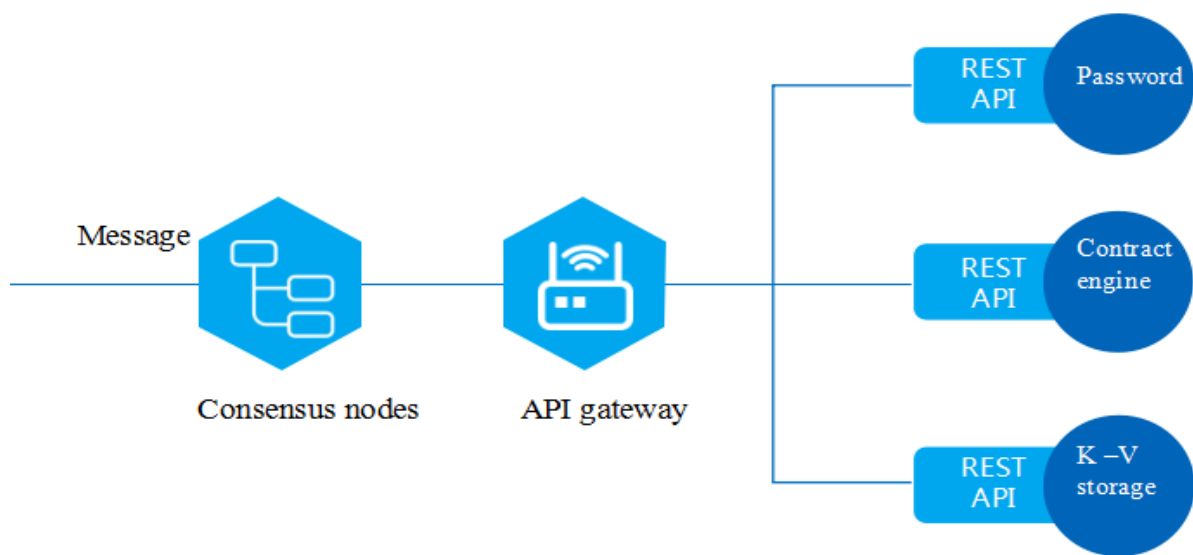 REST
API
Password
Message
REST
API
Contract
engine
Consensus nodes
API gateway
REST
API
K –V
storage